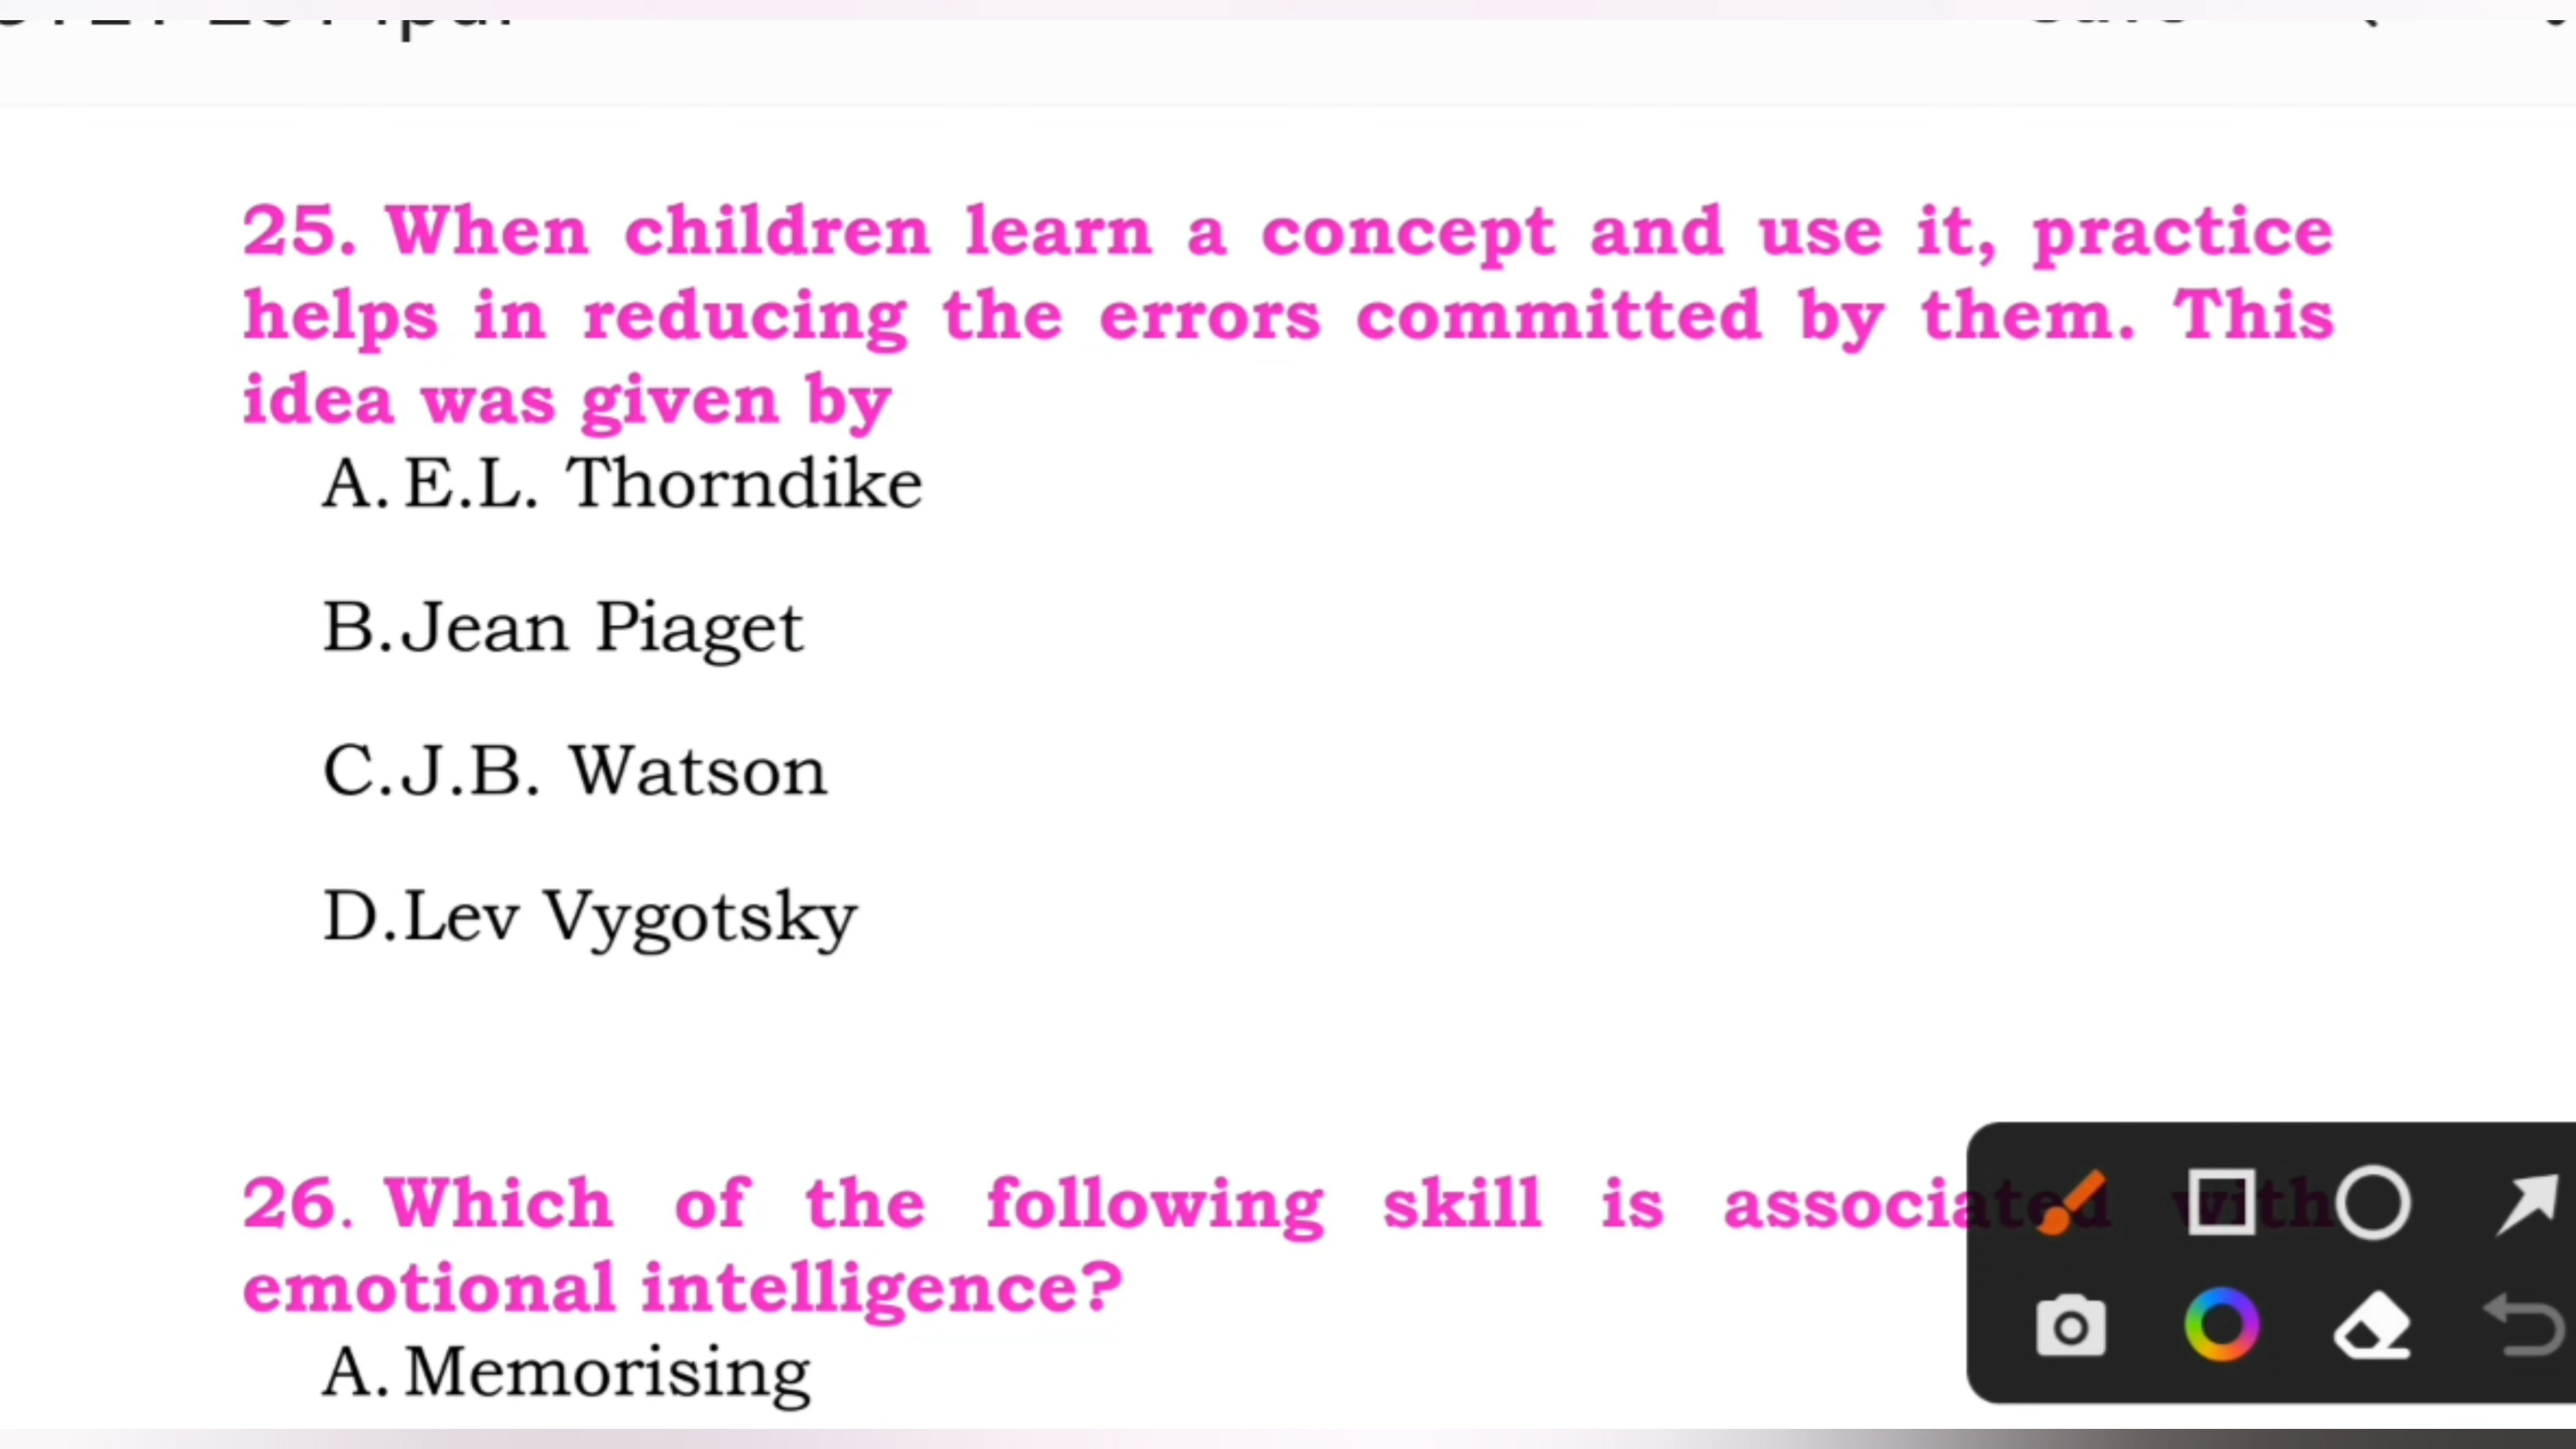 25. When children learn a concept and use it, practice
helps in reducing the errors committed by them. This
idea was given by
A. E.L. Thorndike
B. Jean Piaget
C. J.B. Watson
D. Lev Vygotsky
26. Which of the following skill is associated with
emotional intelligence?
A. Memorising